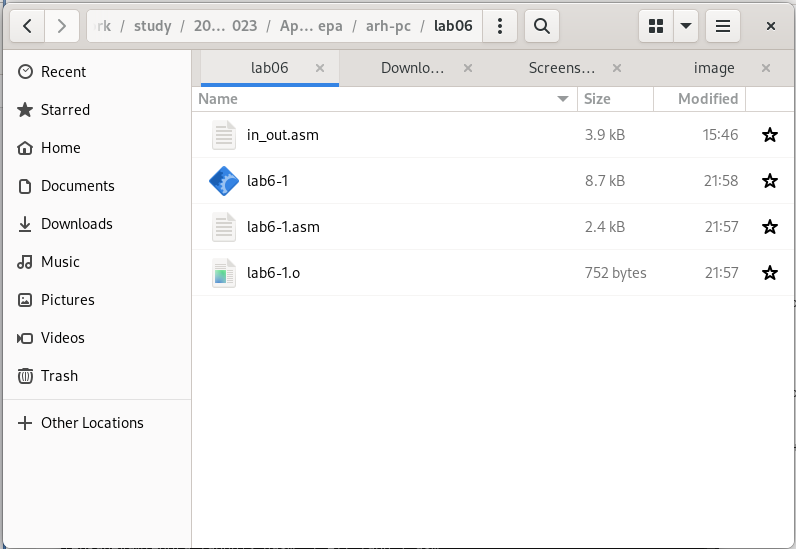 rk / study / 20... 023 / Ap... ера / arh-pc / lab06
lab06 Downlo... Screens... image
Name Size Modified
Recent
Starred
Home
Documents
Downloads
Music
Pictures
Videos
Trash
Other Locations
in_out.asm 3.9 kB 15:46
lab6-1 8.7 kB 21:58
lab6-1.asm 2.4 kB 21:57
lab6-1.o 752 bytes 21:57